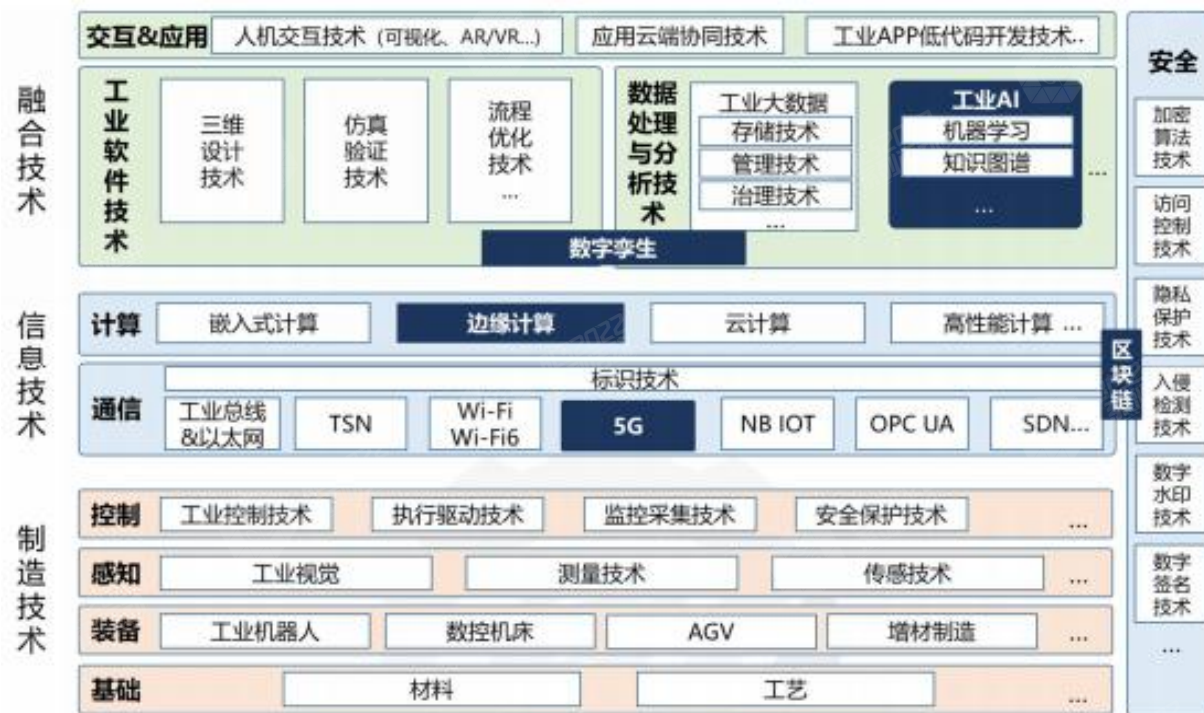 融合技术
交互&应用
人机交互技术 (可视化、AR/VR...)
应用云端协同技术
工业APP低代码开发技术..
工业软件技术
三维
设计
技术
仿真
验证
技术
流程
优化
技术
...
数据
处理
与分
析技
术
工业大数据
存储技术
管理技术
治理技术
...
工业AI
机器学习
知识图谱
...
...
数字孪生
信息技术
计算
嵌入式计算
边缘计算
云计算
高性能计算 ...
通信
标识技术
工业总线
&以太网
TSN
Wi-Fi
Wi-Fi6
5G
NB IOT
OPC UA
SDN...
区块链
制造技术
控制
工业控制技术
执行驱动技术
监控采集技术
安全保护技术
...
感知
工业视觉
测量技术
传感技术
...
装备
工业机器人
数控机床
AGV
增材制造
...
基础
材料
工艺
...
安全
加密
算法
技术
访问
控制
技术
隐私
保护
技术
入侵
检测
技术
数字
水印
技术
数字
签名
技术
...